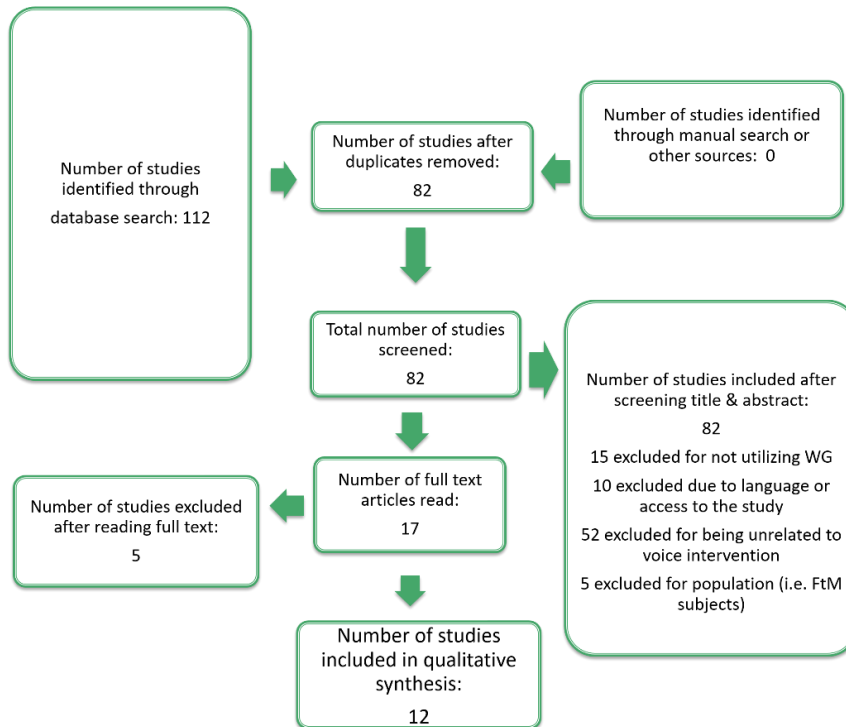 Number of studies
identified through
database search: 112
Number of studies after
duplicates removed:
82
Number of studies identified
through manual search or
other sources:  0
Total number of studies
screened:
82
Number of studies included after
screening title & abstract:
82
15 excluded for not utilizing WG
10 excluded due to language or
access to the study
52 excluded for being unrelated to
voice intervention
5 excluded for population (i.e. FtM
subjects)
Number of full text
articles read:
17
Number of studies excluded
after reading full text:
5
Number of studies
included in qualitative
synthesis:
12